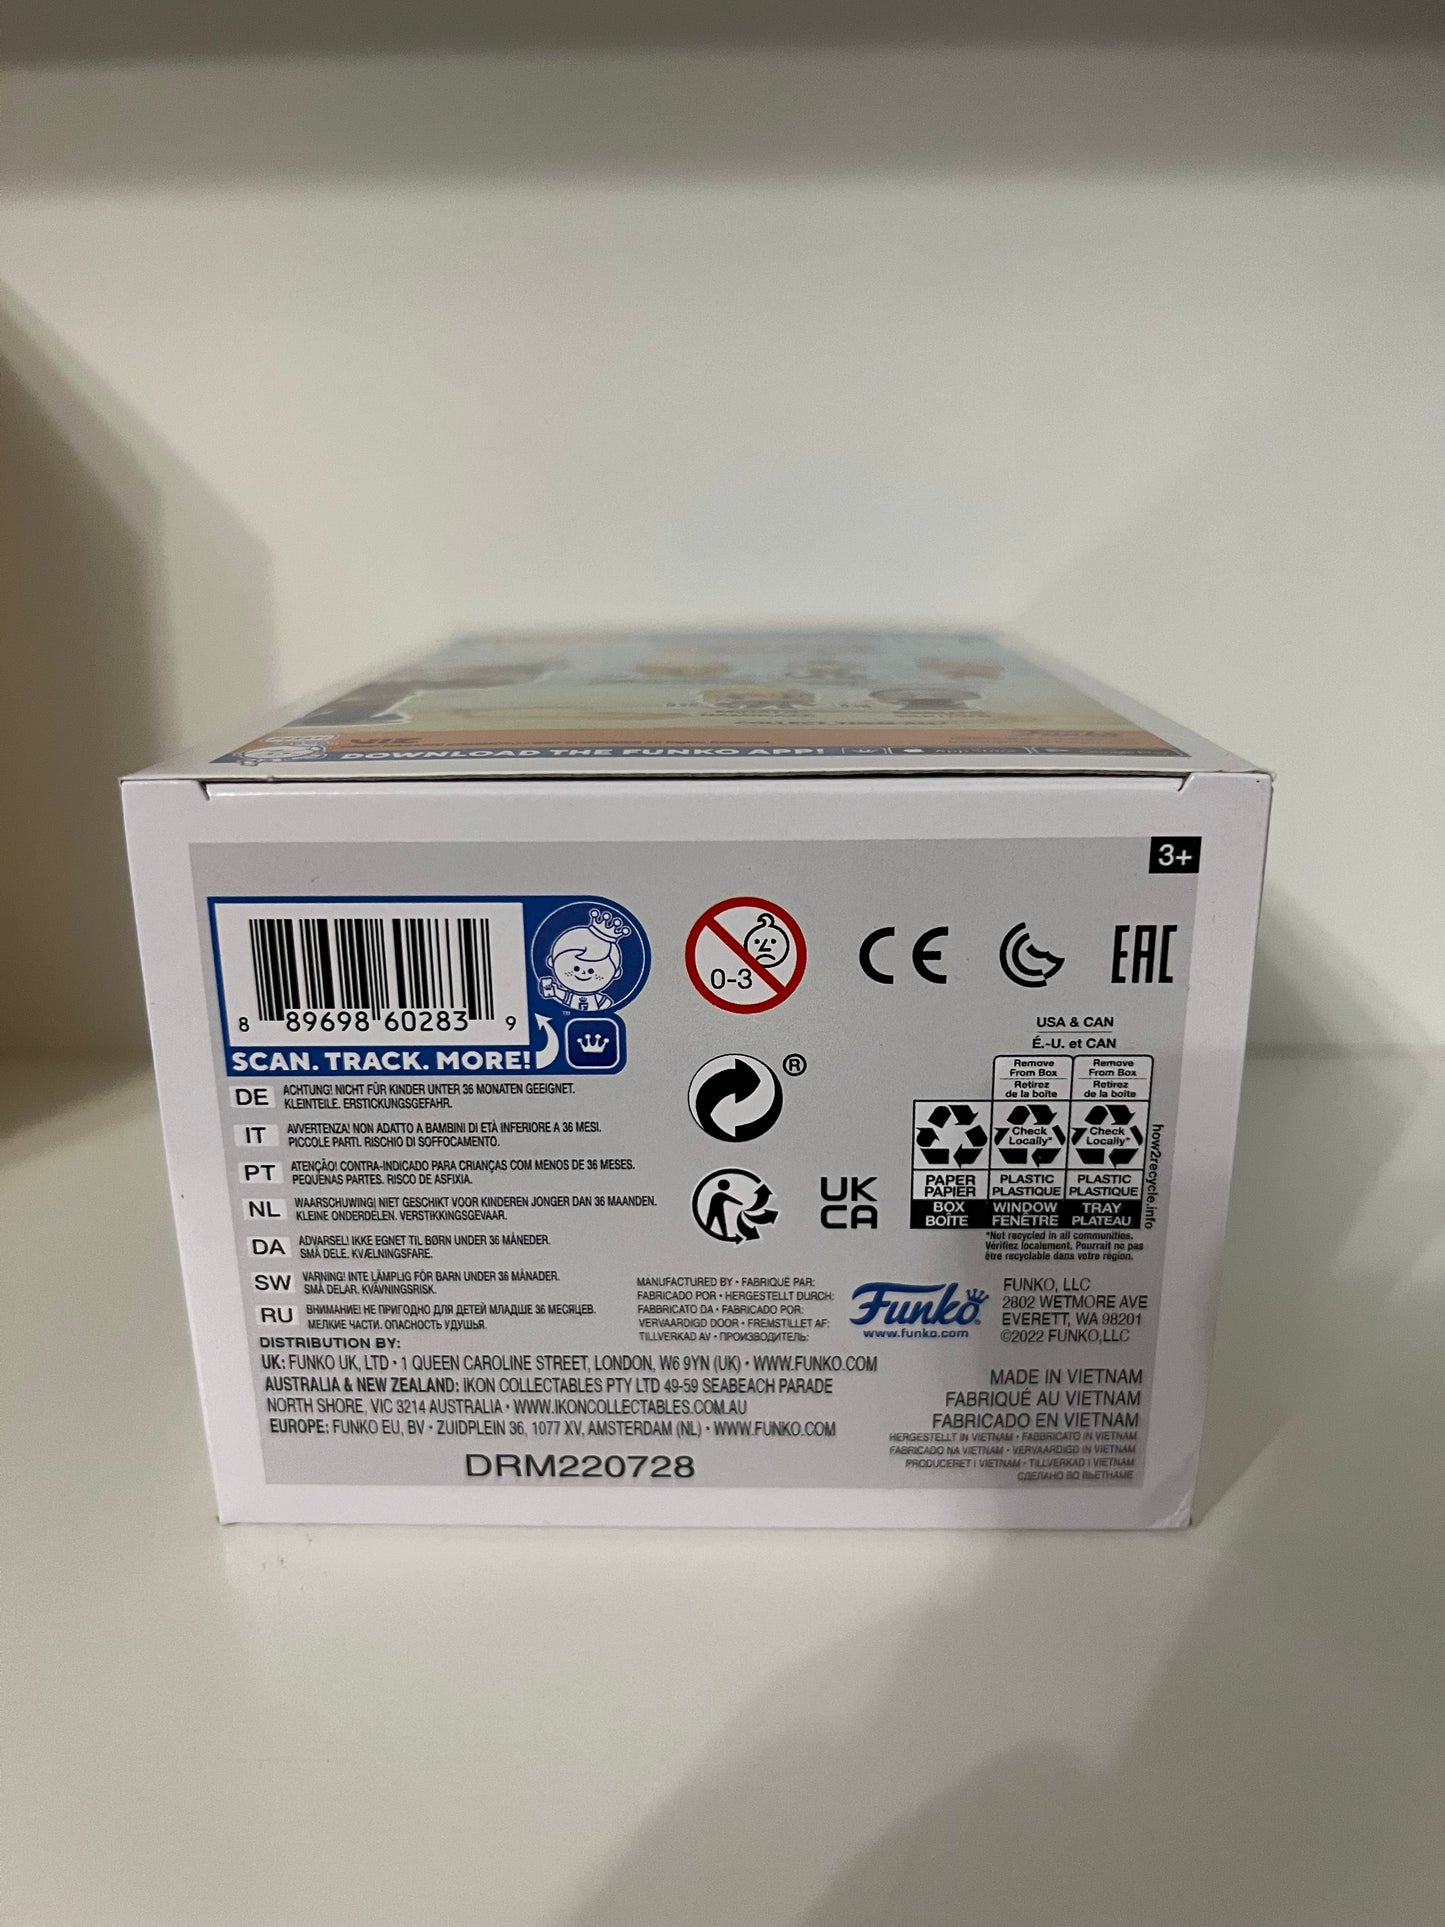 VIZ
DOWNLOAD THE FUNKO APP!
3+
8 89698 60283 9
SCAN. TRACK. MORE!
™
0-3
CE
EAC
®
UK
CA
USA & CAN
É.-U. et CAN
Remove From Box
Retirez de la boîte
Remove From Box
Retirez de la boîte
Check Locally*
Check Locally*
PAPER PAPIER
PLASTIC PLASTIQUE
PLASTIC PLASTIQUE
BOX BOÎTE
WINDOW FENÊTRE
TRAY PLATEAU
how2recycle.info
*Not recycled in all communities.
Vérifiez localement. Pourrait ne pas
être recyclable dans votre région.
DE ACHTUNG! NICHT FÜR KINDER UNTER 36 MONATEN GEEIGNET.
KLEINTEILE. ERSTICKUNGSGEFAHR.
IT AVVERTENZA! NON ADATTO A BAMBINI DI ETÀ INFERIORE A 36 MESI.
PICCOLE PARTI. RISCHIO DI SOFFOCAMENTO.
PT ATENÇÃO! CONTRA-INDICADO PARA CRIANÇAS COM MENOS DE 36 MESES.
PEQUENAS PARTES. RISCO DE ASFIXIA.
NL WAARSCHUWING! NIET GESCHIKT VOOR KINDEREN JONGER DAN 36 MAANDEN.
KLEINE ONDERDELEN. VERSTIKKINGSGEVAAR.
DA ADVARSEL! IKKE EGNET TIL BØRN UNDER 36 MÅNEDER.
SMÅ DELE. KVÆLNINGSFARE.
SW VARNING! INTE LÄMPLIG FÖR BARN UNDER 36 MÅNADER.
SMÅ DELAR. KVÄVNINGSRISK.
RU ВНИМАНИЕ! НЕ ПРИГОДНО ДЛЯ ДЕТЕЙ МЛАДШЕ 36 МЕСЯЦЕВ.
МЕЛКИЕ ЧАСТИ. ОПАСНОСТЬ УДУШЬЯ.
MANUFACTURED BY • FABRIQUÉ PAR:
FABRICADO POR • HERGESTELLT DURCH:
FABBRICATO DA • FABRICADO POR:
VERVAARDIGD DOOR • FREMSTILLET AF:
TILLVERKAD AV • ПРОИЗВОДИТЕЛЬ:
Funko
www.funko.com
FUNKO, LLC
2802 WETMORE AVE
EVERETT, WA 98201
©2022 FUNKO,LLC
DISTRIBUTION BY:
UK: FUNKO UK, LTD • 1 QUEEN CAROLINE STREET, LONDON, W6 9YN (UK) • WWW.FUNKO.COM
AUSTRALIA & NEW ZEALAND: IKON COLLECTABLES PTY LTD 49-59 SEABEACH PARADE
NORTH SHORE, VIC 3214 AUSTRALIA • WWW.IKONCOLLECTABLES.COM.AU
EUROPE: FUNKO EU, BV • ZUIDPLEIN 36, 1077 XV, AMSTERDAM (NL) • WWW.FUNKO.COM
MADE IN VIETNAM
FABRIQUÉ AU VIETNAM
FABRICADO EN VIETNAM
HERGESTELLT IN VIETNAM • FABBRICATO IN VIETNAM
FABRICADO NA VIETNAM • VERVAARDIGD IN VIETNAM
PRODUCERET I VIETNAM • TILLVERKAD I VIETNAM
СДЕЛАНО ВО ВЬЕТНАМЕ
DRM220728